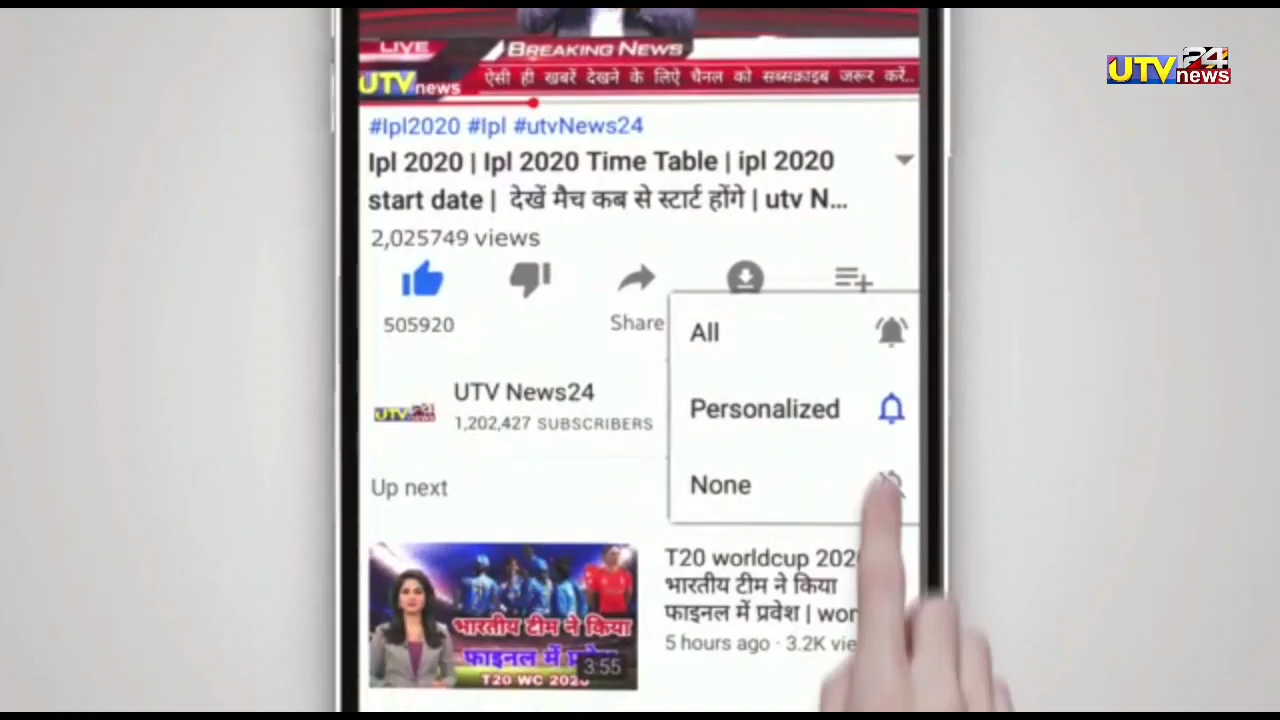 LIVE
BREAKING NEWS
UTV news
ऐसी ही खबरें देखने के लिऐ चैनल को सब्सक्राइब जरूर करें..
UTV 24 news
#Ipl2020 #Ipl #utvNews24
Ipl 2020 | Ipl 2020 Time Table | ipl 2020
start date | देखें मैच कब से स्टार्ट होंगे | utv N...
2,025749 views
505920
Share
All
Personalized
None
UTV News24
1,202,427 SUBSCRIBERS
UTV 24 news
Up next
भारतीय टीम ने किया
फाइनल में
3:55
T20 WC 2020
T20 worldcup 202
भारतीय टीम ने किया
फाइनल में प्रवेश | wor
5 hours ago · 3.2K vie